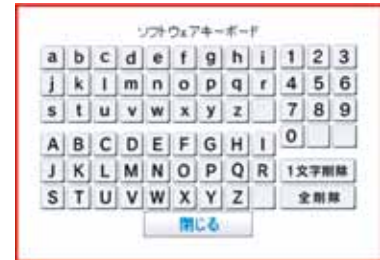 ソフトウェアキーボード
a b c d e f g h i 1 2 3
j k l m n o p q r 4 5 6
s t u v w x y z 7 8 9
A B C D E F G H I 0
J K L M N O P Q R 1文字削除
S T U V W X Y Z 全削除
閉じる